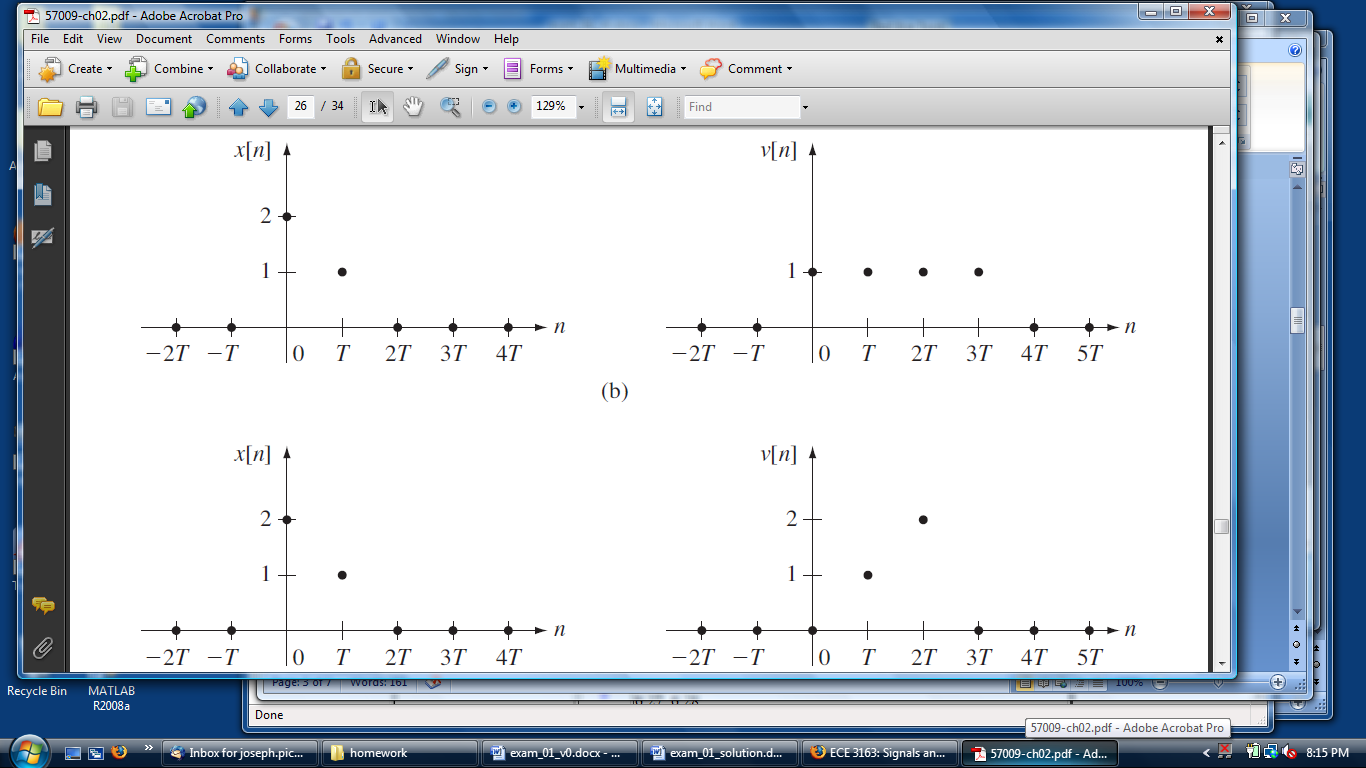 57009-ch02.pdf - Adobe Acrobat Pro
File Edit View Document Comments Forms Tools Advanced Window Help
Create Combine Collaborate Secure Sign Forms Multimedia Comment
26 / 34 129% Find
x[n] v[n]
2
1 1
n n
−2T −T 0 T 2T 3T 4T −2T −T 0 T 2T 3T 4T 5T
(b)
x[n] v[n]
2 2
1 1
n n
−2T −T 0 T 2T 3T 4T −2T −T 0 T 2T 3T 4T 5T
Recycle Bin
MATLAB
R2008a
Page: 3 of 7 Words: 161 100%
Done
57009-ch02.pdf - Adobe Acrobat Pro
Inbox for joseph.pic... homework exam_01_v0.docx - ... exam_01_solution.d... ECE 3163: Signals an... 57009-ch02.pdf - Ad... 8:15 PM